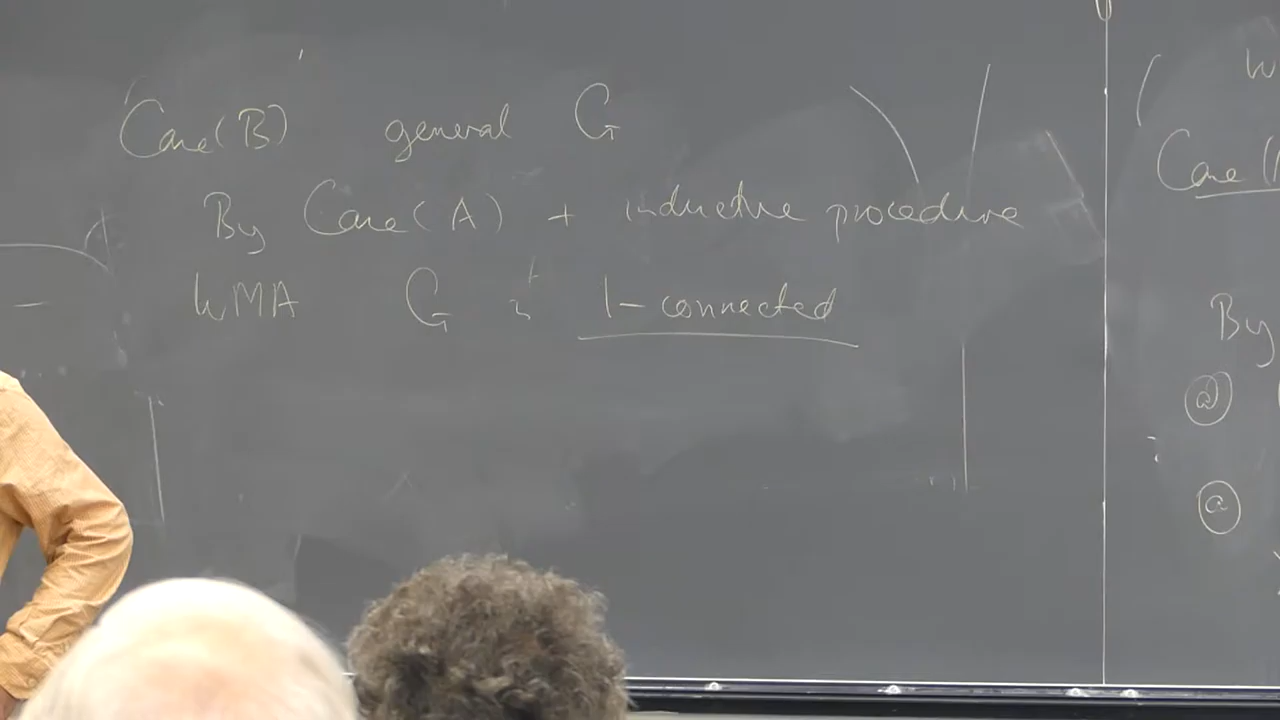 Case(B) general G
By Case(A) + inductive procedure
WMA G is 1-connected
W
Case(
By
@
@